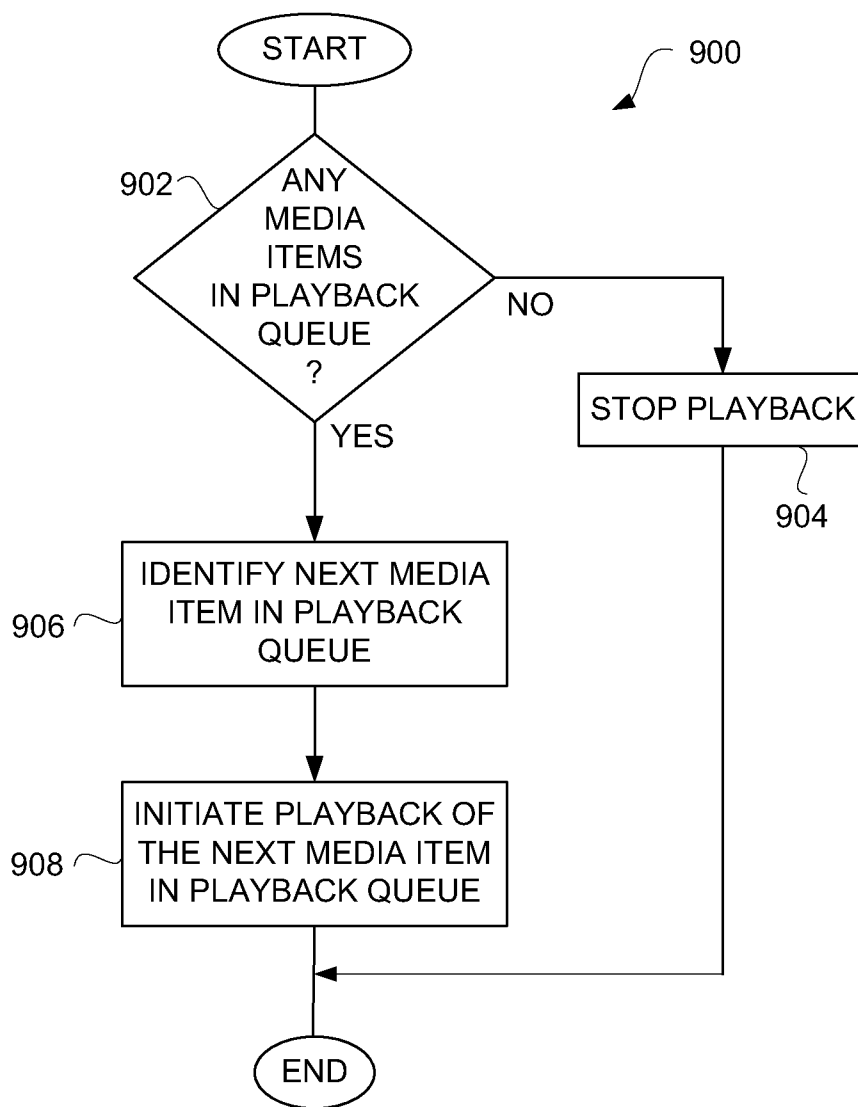 START
900
902
ANY
MEDIA
ITEMS
IN PLAYBACK
QUEUE
?
NO
YES
STOP PLAYBACK
904
IDENTIFY NEXT MEDIA
ITEM IN PLAYBACK
QUEUE
906
INITIATE PLAYBACK OF
THE NEXT MEDIA ITEM
IN PLAYBACK QUEUE
908
END